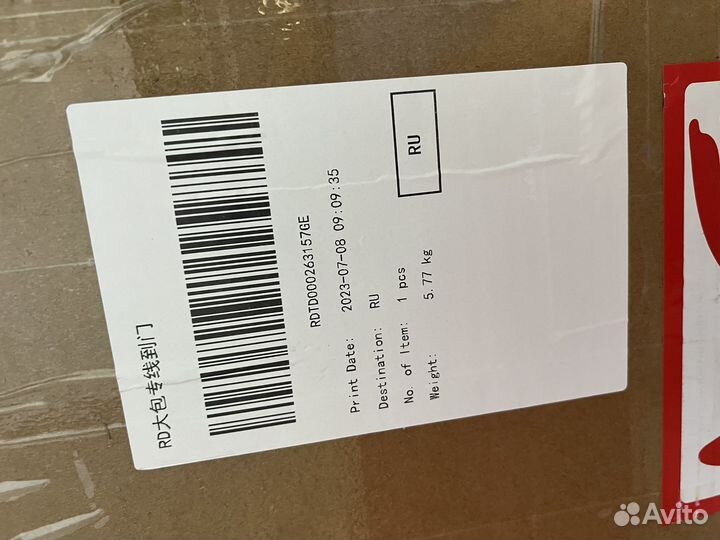 RD大包专线到门
RDTD000263157GE
Print Date: 2023-07-08 09:09:35
Destination: RU
No. of Item: 1 pcs
Weight: 5.77 kg
RU
Avito